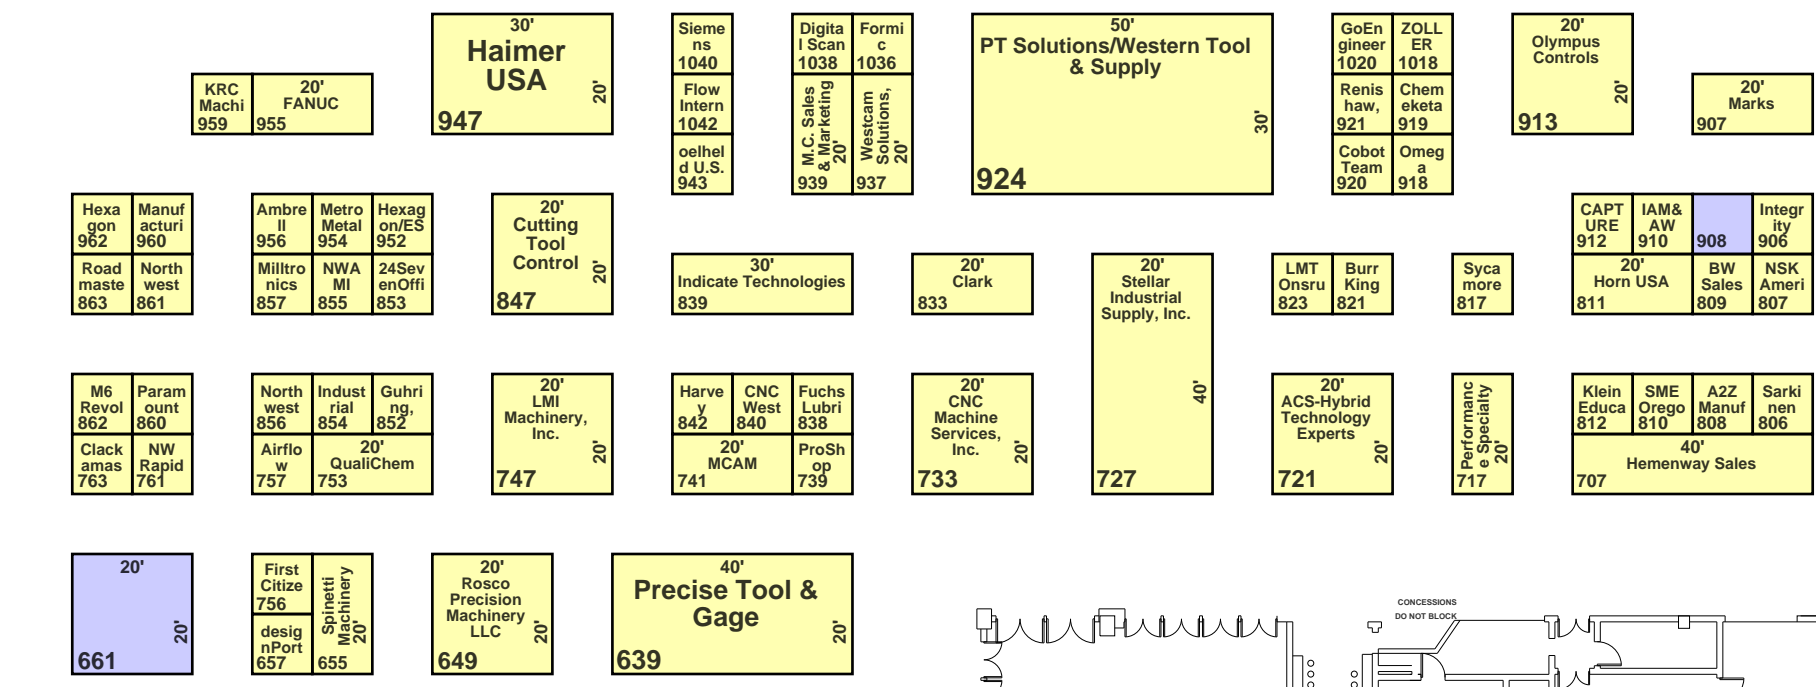 30'
Haimer
USA
20'
947
Sieme
ns
1040
Digita
l Scan
1038
Formi
c
1036
50'
PT Solutions/Western Tool
& Supply
30'
924
GoEn
gineer
1020
ZOLL
ER
1018
20'
Olympus
Controls
20'
913
KRC
Machi
959
20'
FANUC
955
Flow
Intern
1042
M.C. Sales
& Marketing
20'
939
Westcam
Solutions,
20'
937
Renis
haw,
921
Chem
eketa
919
20'
Marks
907
oelhel
d U.S.
943
Cobot
Team
920
Omeg
a
918
Hexa
gon
962
Manuf
acturi
960
Ambre
ll
956
Metro
Metal
954
Hexag
on/ES
952
20'
Cutting
Tool
Control
20'
847
CAPT
URE
912
IAM&
AW
910
908
Integr
ity
906
Road
maste
863
North
west
861
Milltro
nics
857
NWA
MI
855
24Sev
enOffi
853
30'
Indicate Technologies
839
20'
Clark
833
20'
Stellar
Industrial
Supply, Inc.
40'
727
LMT
Onsru
823
Burr
King
821
Syca
more
817
20'
Horn USA
811
BW
Sales
809
NSK
Ameri
807
M6
Revol
862
Param
ount
860
North
west
856
Indust
rial
854
Guhri
ng,
852
20'
LMI
Machinery,
Inc.
20'
747
Harve
y
842
CNC
West
840
Fuchs
Lubri
838
20'
CNC
Machine
Services,
Inc.
20'
733
20'
ACS-Hybrid
Technology
Experts
20'
721
Performanc
e Specialty
20'
717
Klein
Educa
812
SME
Orego
810
A2Z
Manuf
808
Sarki
nen
806
Clack
amas
763
NW
Rapid
761
Airflo
w
757
20'
QualiChem
753
20'
MCAM
741
ProSh
op
739
40'
Hemenway Sales
707
20'
20'
661
First
Citize
756
Spinetti
Machinery
20'
655
desig
nPort
657
20'
Rosco
Precision
Machinery
LLC
20'
649
40'
Precise Tool &
Gage
20'
639
CONCESSIONS
DO NOT BLOCK